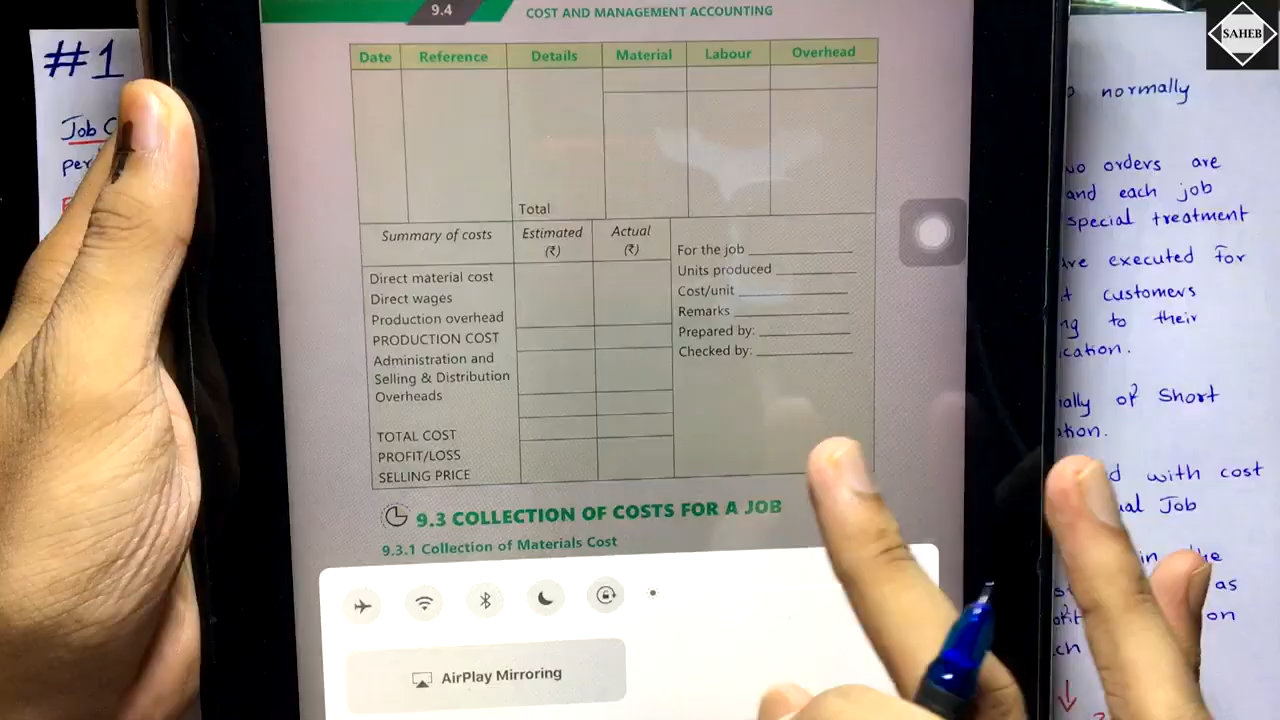 9.4 COST AND MANAGEMENT ACCOUNTING
SAHEB
#1
Date Reference Details Material Labour Overhead
Total
Summary of costs Estimated (₹) Actual (₹)
Direct material cost
Direct wages
Production overhead
PRODUCTION COST
Administration and
Selling & Distribution
Overheads
TOTAL COST
PROFIT/LOSS
SELLING PRICE
For the job
Units produced
Cost/unit
Remarks
Prepared by:
Checked by:
9.3 COLLECTION OF COSTS FOR A JOB
9.3.1 Collection of Materials Cost
AirPlay Mirroring
Job
normally
orders are
and each job
special treatment
executed for
customers
to their
of Short
with cost
Job
the
as
on